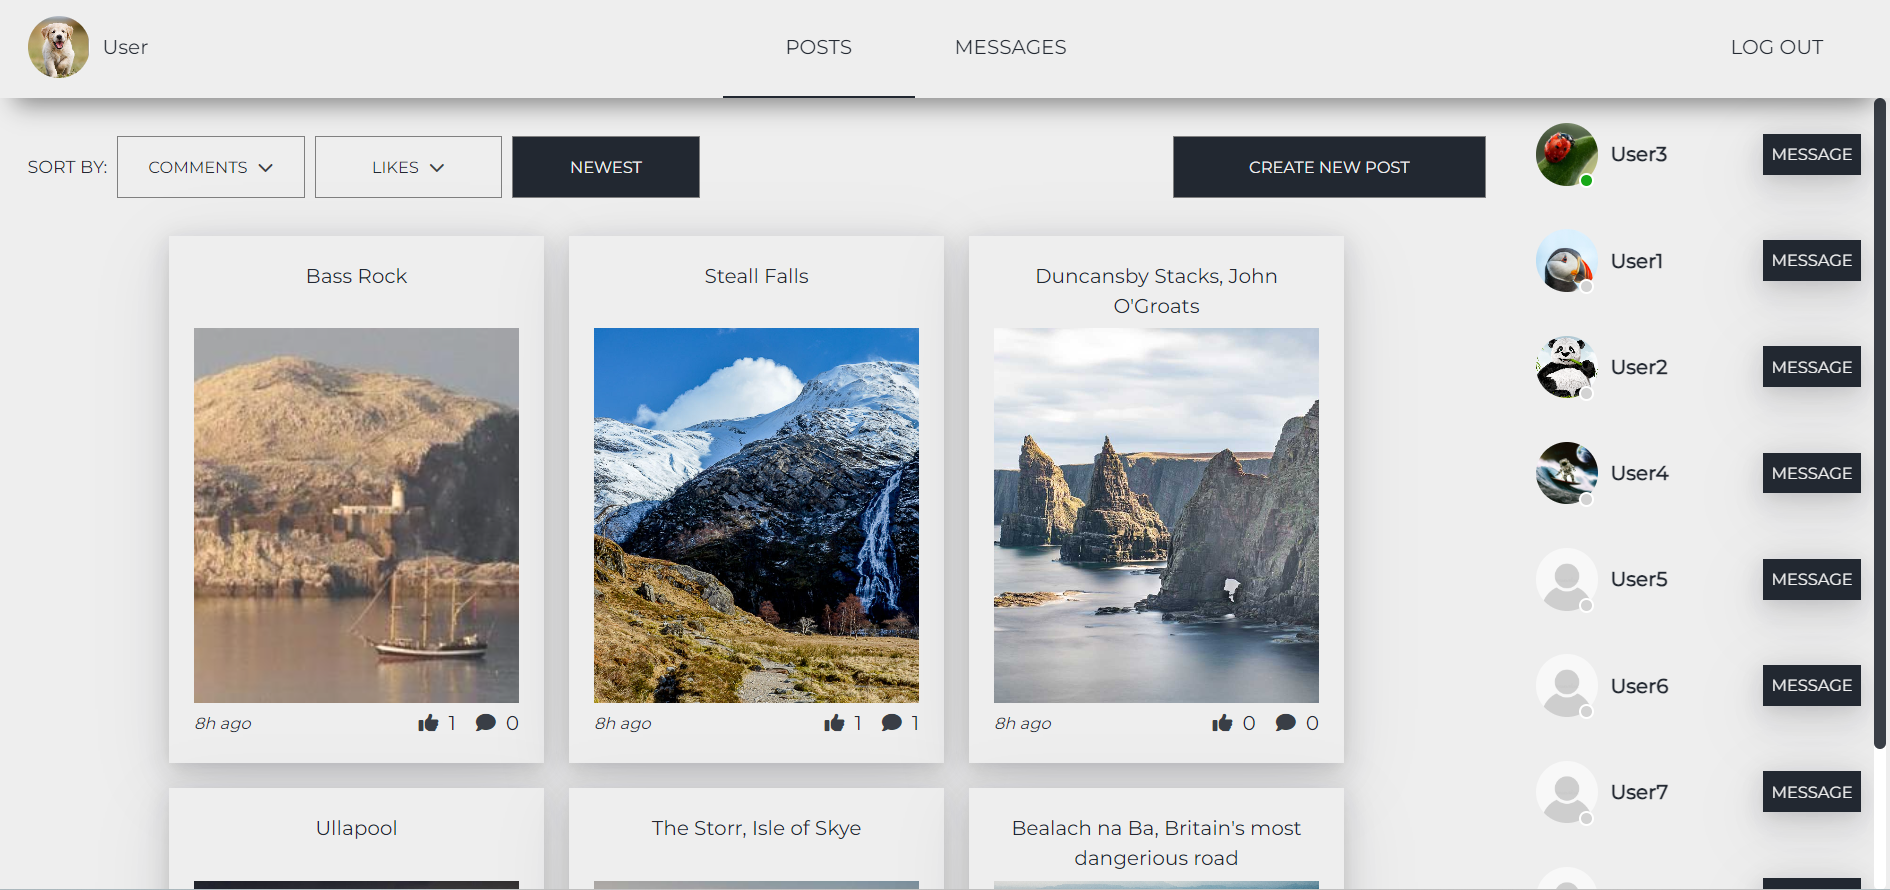 User
POSTS
MESSAGES
LOG OUT
SORT BY:
COMMENTS
LIKES
NEWEST
CREATE NEW POST
Bass Rock
8h ago
1
0
Steall Falls
8h ago
1
1
Duncansby Stacks, John
O'Groats
8h ago
0
0
Ullapool
The Storr, Isle of Skye
Bealach na Ba, Britain's most
dangerious road
User3
MESSAGE
User1
MESSAGE
User2
MESSAGE
User4
MESSAGE
User5
MESSAGE
User6
MESSAGE
User7
MESSAGE